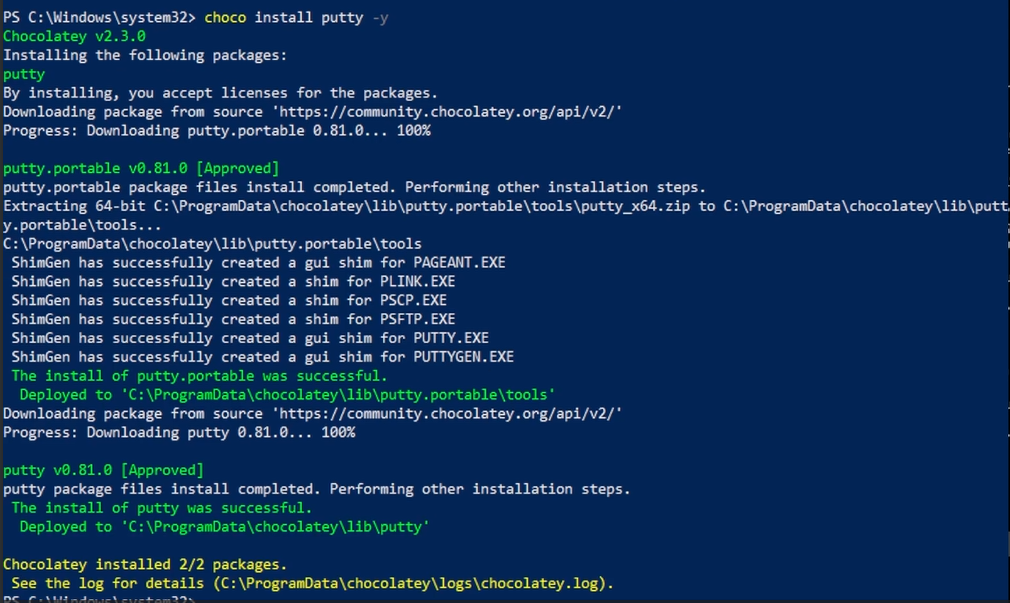 PS C:\Windows\system32> choco install putty -y
Chocolatey v2.3.0
Installing the following packages:
putty
By installing, you accept licenses for the packages.
Downloading package from source 'https://community.chocolatey.org/api/v2/'
Progress: Downloading putty.portable 0.81.0... 100%
putty.portable v0.81.0 [Approved]
putty.portable package files install completed. Performing other installation steps.
Extracting 64-bit C:\ProgramData\chocolatey\lib\putty.portable\tools\putty_x64.zip to C:\ProgramData\chocolatey\lib\putt
y.portable\tools...
C:\ProgramData\chocolatey\lib\putty.portable\tools
ShimGen has successfully created a gui shim for PAGEANT.EXE
ShimGen has successfully created a shim for PLINK.EXE
ShimGen has successfully created a shim for PSCP.EXE
ShimGen has successfully created a shim for PSFTP.EXE
ShimGen has successfully created a gui shim for PUTTY.EXE
ShimGen has successfully created a gui shim for PUTTYGEN.EXE
The install of putty.portable was successful.
Deployed to 'C:\ProgramData\chocolatey\lib\putty.portable\tools'
Downloading package from source 'https://community.chocolatey.org/api/v2/'
Progress: Downloading putty 0.81.0... 100%
putty v0.81.0 [Approved]
putty package files install completed. Performing other installation steps.
The install of putty was successful.
Deployed to 'C:\ProgramData\chocolatey\lib\putty'
Chocolatey installed 2/2 packages.
See the log for details (C:\ProgramData\chocolatey\logs\chocolatey.log).
PS C:\Windows\system32>